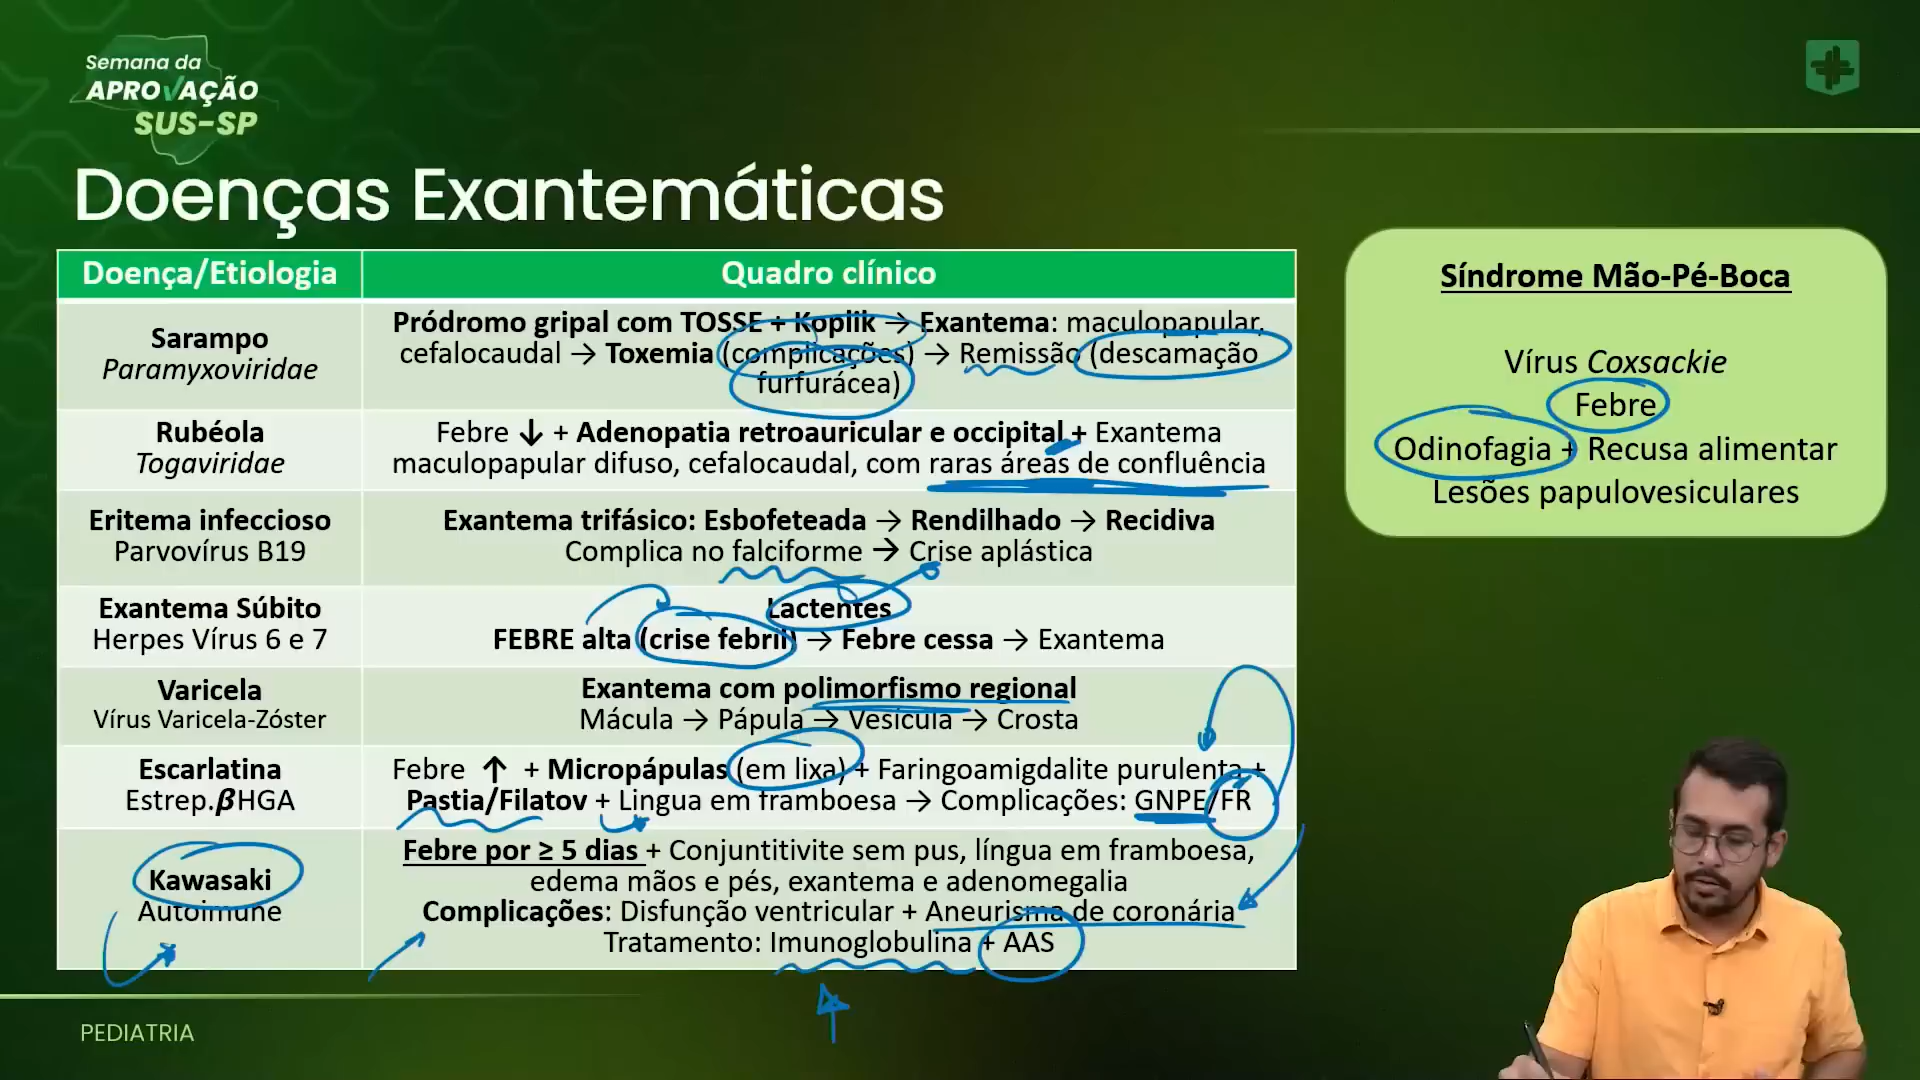 Semana da
APROVAÇÃO
SUS-SP
Doenças Exantemáticas
Doença/Etiologia
Quadro clínico
Sarampo
Paramyxoviridae
Pródromo gripal com TOSSE + Koplik → Exantema: maculopapular,
cefalocaudal → Toxemia (complicações) → Remissão (descamação
furfurácea)
Rubéola
Togaviridae
Febre ↓ + Adenopatia retroauricular e occipital + Exantema
maculopapular difuso, cefalocaudal, com raras áreas de confluência
Eritema infeccioso
Parvovírus B19
Exantema trifásico: Esbofeteada → Rendilhado → Recidiva
Complica no falciforme → Crise aplástica
Exantema Súbito
Herpes Vírus 6 e 7
Lactentes
FEBRE alta (crise febril) → Febre cessa → Exantema
Varicela
Vírus Varicela-Zóster
Exantema com polimorfismo regional
Mácula → Pápula → Vesícula → Crosta
Escarlatina
Estrep.βHGA
Febre ↑ + Micropápulas (em lixa) + Faringoamigdalite purulenta +
Pastia/Filatov + Lingua em framboesa → Complicações: GNPE/FR
Kawasaki
Autoimune
Febre por ≥ 5 dias + Conjuntitivite sem pus, língua em framboesa,
edema mãos e pés, exantema e adenomegalia
Complicações: Disfunção ventricular + Aneurisma de coronária
Tratamento: Imunoglobulina + AAS
Síndrome Mão-Pé-Boca
Vírus Coxsackie
Febre
Odinofagia + Recusa alimentar
Lesões papulovesiculares
PEDIATRIA